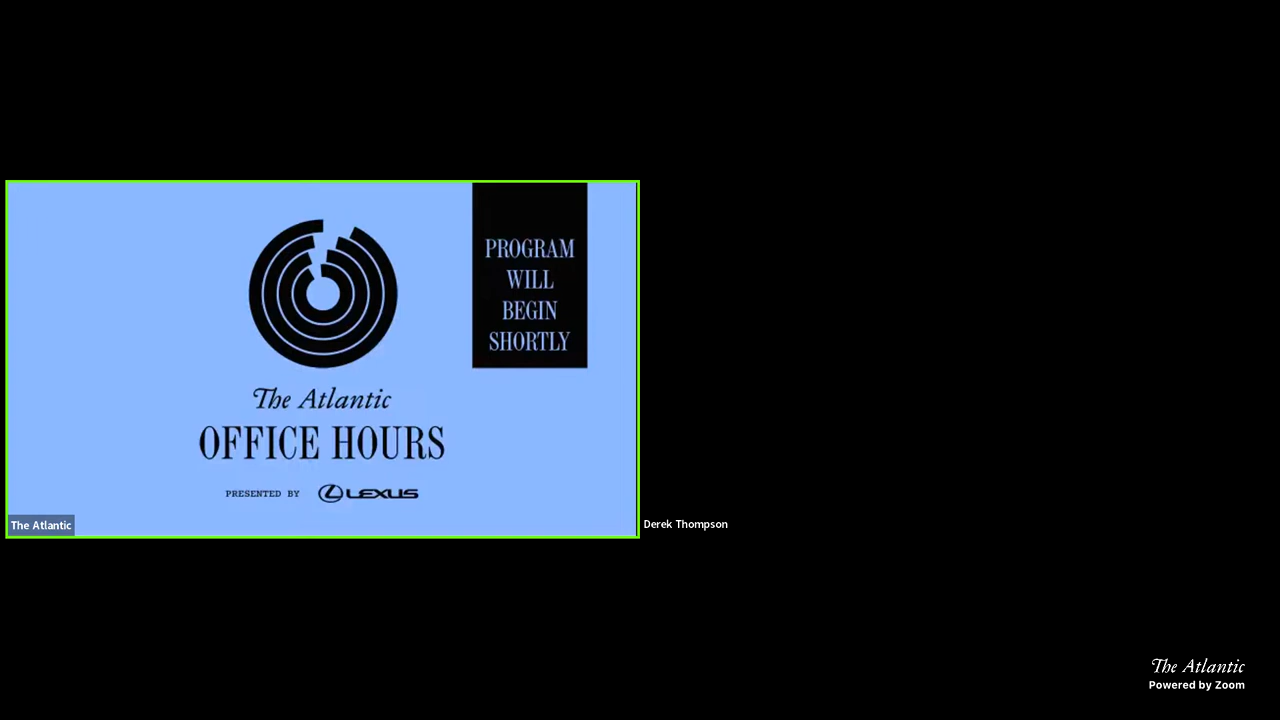 PROGRAM
WILL
BEGIN
SHORTLY
The Atlantic
OFFICE HOURS
PRESENTED BY LEXUS
The Atlantic
Derek Thompson
The Atlantic
Powered by Zoom